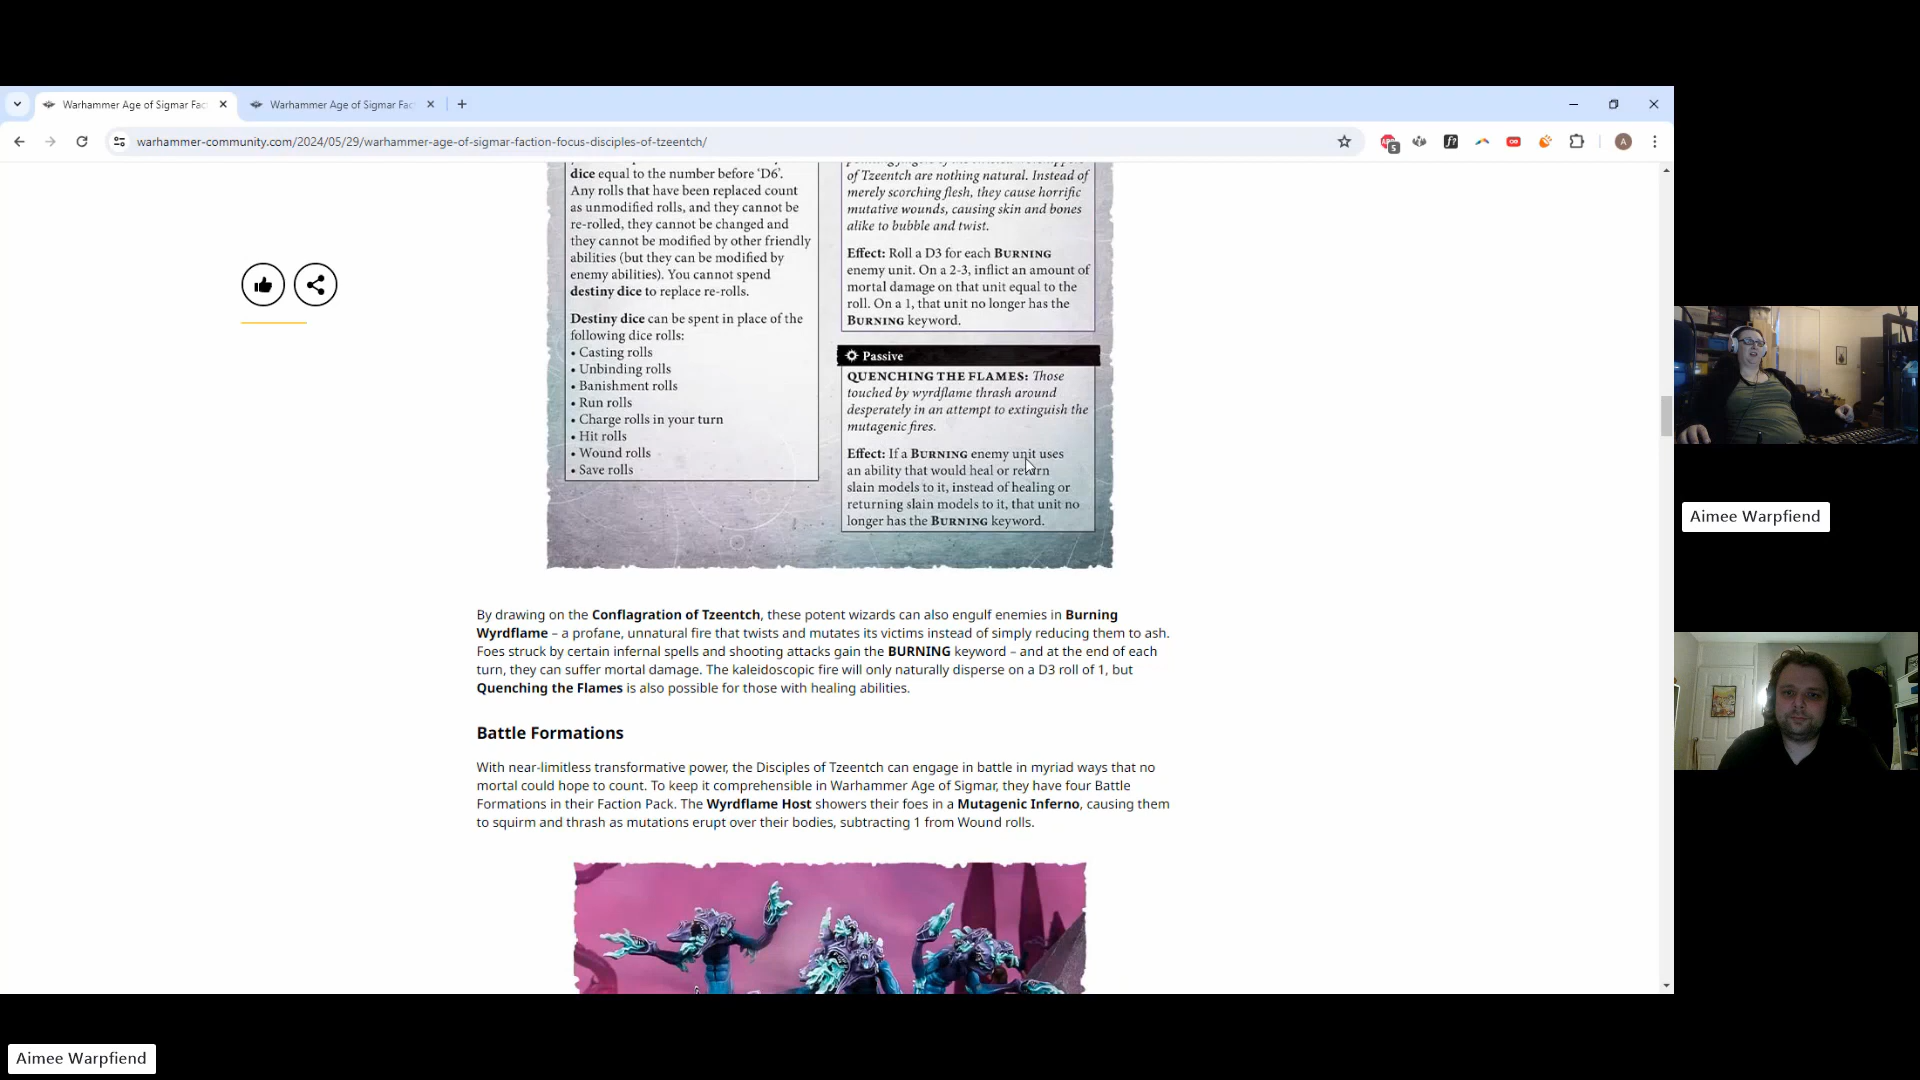 Warhammer Age of Sigmar Fac
Warhammer Age of Sigmar Fac
warhammer-community.com/2024/05/29/warhammer-age-of-sigmar-faction-focus-disciples-of-tzeentch/
5
A
dice equal to the number before ‘D6’.
Any rolls that have been replaced count
as unmodified rolls, and they cannot be
re-rolled, they cannot be changed and
they cannot be modified by other friendly
abilities (but they can be modified by
enemy abilities). You cannot spend
destiny dice to replace re-rolls.
Destiny dice can be spent in place of the
following dice rolls:
• Casting rolls
• Unbinding rolls
• Banishment rolls
• Run rolls
• Charge rolls in your turn
• Hit rolls
• Wound rolls
• Save rolls
of Tzeentch are nothing natural. Instead of
merely scorching flesh, they cause horrific
mutative wounds, causing skin and bones
alike to bubble and twist.
Effect: Roll a D3 for each BURNING
enemy unit. On a 2-3, inflict an amount of
mortal damage on that unit equal to the
roll. On a 1, that unit no longer has the
BURNING keyword.
Passive
QUENCHING THE FLAMES: Those
touched by wyrdflame thrash around
desperately in an attempt to extinguish the
mutagenic fires.
Effect: If a BURNING enemy unit uses
an ability that would heal or return
slain models to it, instead of healing or
returning slain models to it, that unit no
longer has the BURNING keyword.
By drawing on the Conflagration of Tzeentch, these potent wizards can also engulf enemies in Burning
Wyrdflame – a profane, unnatural fire that twists and mutates its victims instead of simply reducing them to ash.
Foes struck by certain infernal spells and shooting attacks gain the BURNING keyword – and at the end of each
turn, they can suffer mortal damage. The kaleidoscopic fire will only naturally disperse on a D3 roll of 1, but
Quenching the Flames is also possible for those with healing abilities.
Battle Formations
With near-limitless transformative power, the Disciples of Tzeentch can engage in battle in myriad ways that no
mortal could hope to count. To keep it comprehensible in Warhammer Age of Sigmar, they have four Battle
Formations in their Faction Pack. The Wyrdflame Host showers their foes in a Mutagenic Inferno, causing them
to squirm and thrash as mutations erupt over their bodies, subtracting 1 from Wound rolls.
Aimee Warpfiend
Aimee Warpfiend